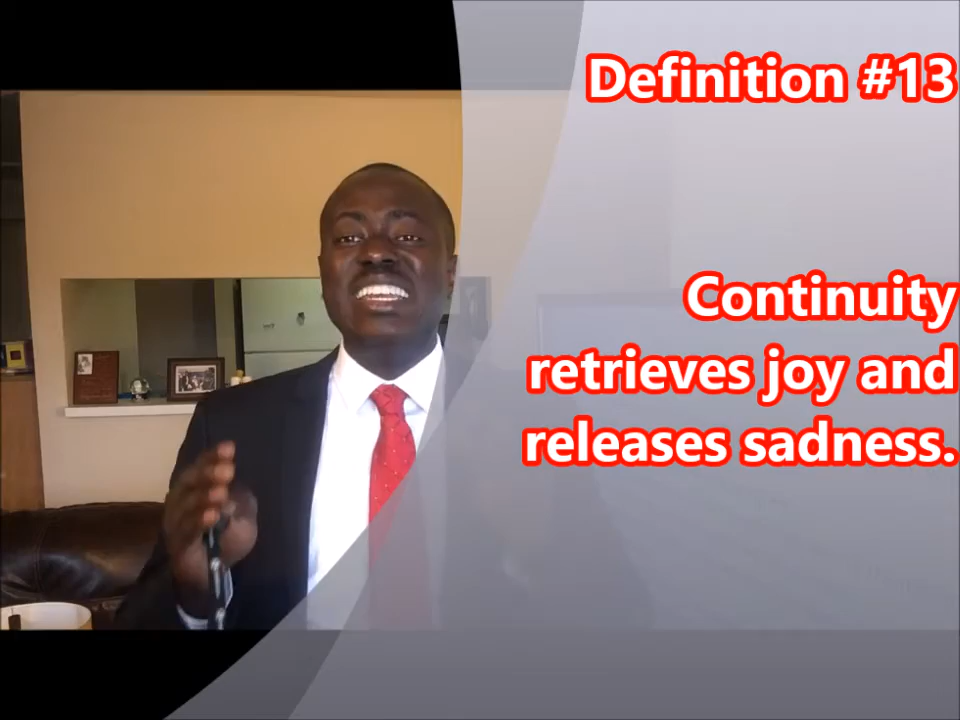 Definition #13
Continuity
retrieves joy and
releases sadness.